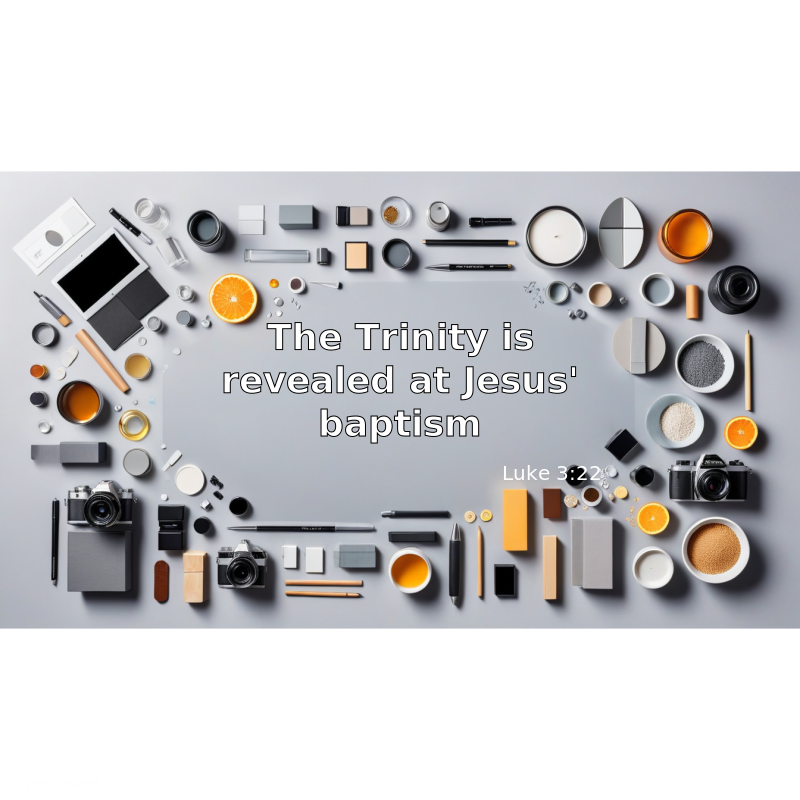 The Trinity is
revealed at Jesus'
baptism
Luke 3:22